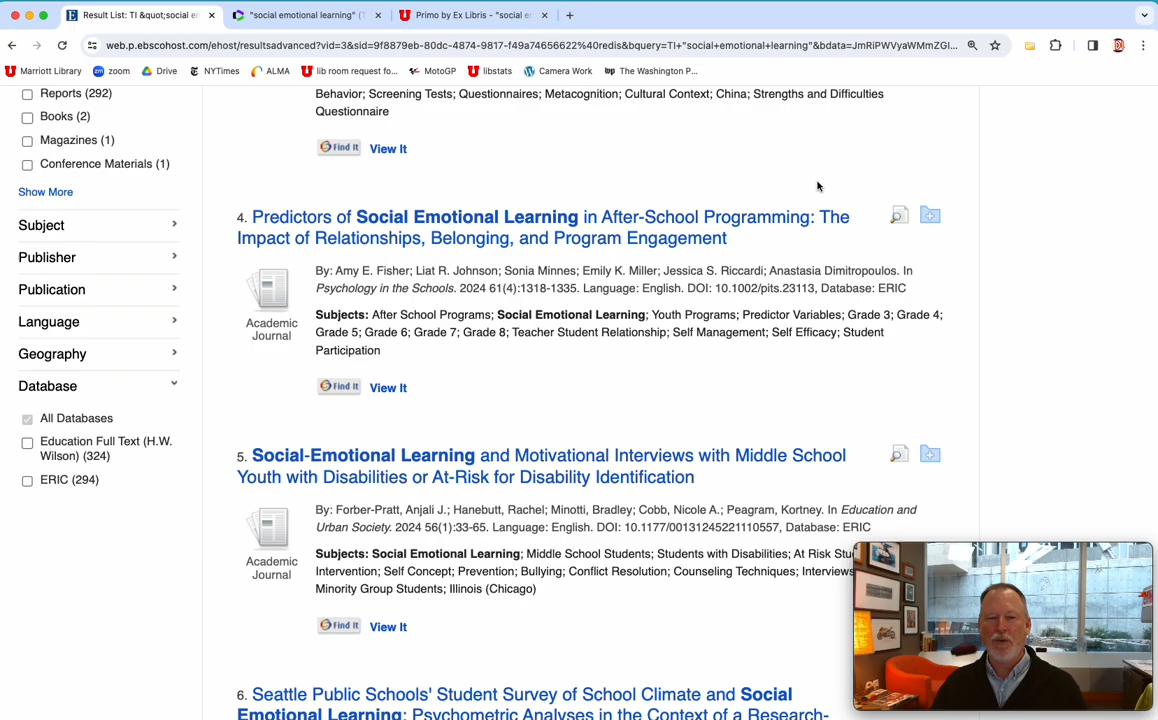 Result List: TI &quot;social e
"social emotional learning" (T
Primo by Ex Libris - "social e
web.p.ebscohost.com/ehost/resultsadvanced?vid=3&sid=9f8879eb-80dc-4874-9817-f49a74656622%40redis&bquery=TI+"social+emotional+learning"&bdata=JmRiPWVyaWMmZGl...
Marriott Library
zoom
Drive
NYTimes
ALMA
lib room request fo...
MotoGP
libstats
Camera Work
The Washington P...
Reports (292)
Books (2)
Magazines (1)
Conference Materials (1)
Show More
Subject
Publisher
Publication
Language
Geography
Database
All Databases
Education Full Text (H.W.
Wilson) (324)
ERIC (294)
Behavior; Screening Tests; Questionnaires; Metacognition; Cultural Context; China; Strengths and Difficulties
Questionnaire
Find It View It
4. Predictors of Social Emotional Learning in After-School Programming: The
Impact of Relationships, Belonging, and Program Engagement
Academic
Journal
By: Amy E. Fisher; Liat R. Johnson; Sonia Minnes; Emily K. Miller; Jessica S. Riccardi; Anastasia Dimitropoulos. In
Psychology in the Schools. 2024 61(4):1318-1335. Language: English. DOI: 10.1002/pits.23113, Database: ERIC
Subjects: After School Programs; Social Emotional Learning; Youth Programs; Predictor Variables; Grade 3; Grade 4;
Grade 5; Grade 6; Grade 7; Grade 8; Teacher Student Relationship; Self Management; Self Efficacy; Student
Participation
Find It View It
5. Social-Emotional Learning and Motivational Interviews with Middle School
Youth with Disabilities or At-Risk for Disability Identification
Academic
Journal
By: Forber-Pratt, Anjali J.; Hanebutt, Rachel; Minotti, Bradley; Cobb, Nicole A.; Peagram, Kortney. In Education and
Urban Society. 2024 56(1):33-65. Language: English. DOI: 10.1177/00131245221110557, Database: ERIC
Subjects: Social Emotional Learning; Middle School Students; Students with Disabilities; At Risk Stu
Intervention; Self Concept; Prevention; Bullying; Conflict Resolution; Counseling Techniques; Interviews
Minority Group Students; Illinois (Chicago)
Find It View It
6. Seattle Public Schools' Student Survey of School Climate and Social
Emotional Learning: Psychometric Analyses in the Context of a Research-